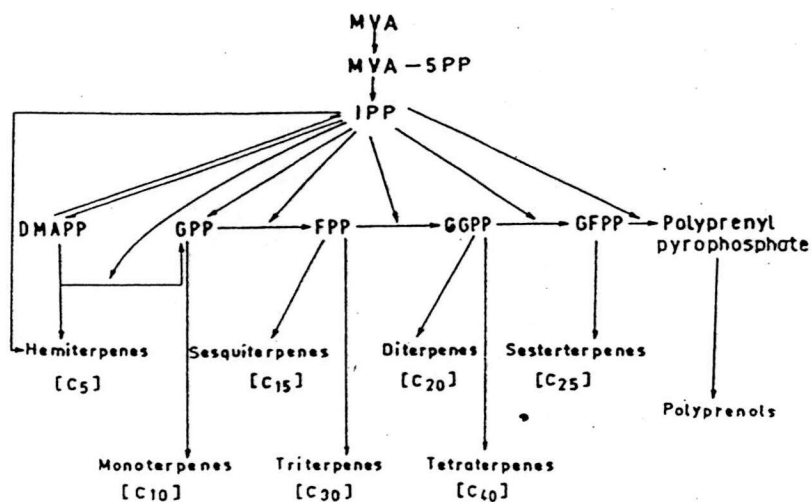 MVA
MVA-5PP
IPP
DMAPP GPP FPP GGPP GFPP Polyprenyl
pyrophosphate
Hemiterpenes Sesquiterpenes Diterpenes Sesterterpenes
[C5] [C15] [C20] [C25]
Polyprenols
Monoterpenes Triterpenes Tetraterpenes
[C10] [C30] [C40]